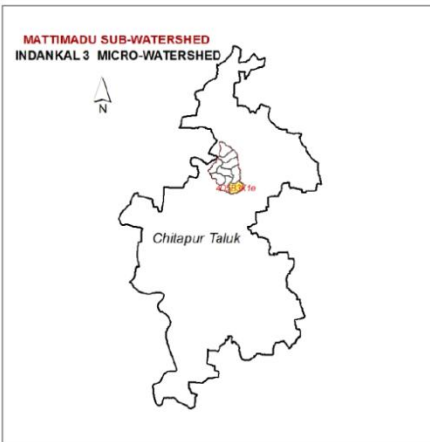 MATTIMADU SUB-WATERSHED
INDANKAL 3 MICRO-WATERSHED
N
Chitapur Taluk